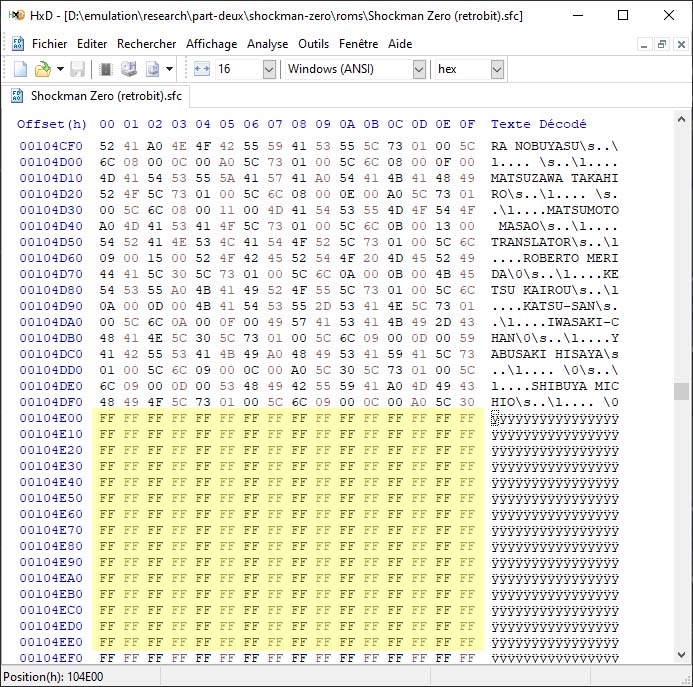 HxD - [D:\emulation\research\part-deux\shockman-zero\roms\Shockman Zero (retrobit).sfc]
Fichier Editer Rechercher Affichage Analyse Outils Fenêtre Aide
16 Windows (ANSI) hex
Shockman Zero (retrobit).sfc
Offset(h) 00 01 02 03 04 05 06 07 08 09 0A 0B 0C 0D 0E 0F Texte Décodé
00104CF0 52 41 A0 4E 4F 42 55 59 41 53 55 5C 73 01 00 5C RA NOBUYASU\s..\
00104D00 6C 08 00 0C 00 A0 5C 73 01 00 5C 6C 08 00 0F 00 l.... \s..\l....
00104D10 4D 41 54 53 55 5A 41 57 41 A0 54 41 4B 41 48 49 MATSUZAWA TAKAHI
00104D20 52 4F 5C 73 01 00 5C 6C 08 00 0E 00 A0 5C 73 01 RO\s..\l.... \s.
00104D30 00 5C 6C 08 00 11 00 4D 41 54 53 55 4D 4F 54 4F .\l....MATSUMOTO
00104D40 A0 4D 41 53 41 4F 5C 73 01 00 5C 6C 0B 00 13 00 MASAO\s..\l....
00104D50 54 52 41 4E 53 4C 41 54 4F 52 5C 73 01 00 5C 6C TRANSLATOR\s..\l
00104D60 09 00 15 00 52 4F 42 45 52 54 4F 20 4D 45 52 49 ....ROBERTO MERI
00104D70 44 41 5C 30 5C 73 01 00 5C 6C 0A 00 0B 00 4B 45 DA\0\s..\l....KE
00104D80 54 53 55 A0 4B 41 49 52 4F 55 5C 73 01 00 5C 6C TSU KAIROU\s..\l
00104D90 0A 00 0D 00 4B 41 54 53 55 2D 53 41 4E 5C 73 01 ....KATSU-SAN\s.
00104DA0 00 5C 6C 0A 00 0F 00 49 57 41 53 41 4B 49 2D 43 .\l....IWASAKI-C
00104DB0 48 41 4E 5C 30 5C 73 01 00 5C 6C 09 00 0D 00 59 HAN\0\s..\l....Y
00104DC0 41 42 55 53 41 4B 49 A0 48 49 53 41 59 41 5C 73 ABUSAKI HISAYA\s
00104DD0 01 00 5C 6C 09 00 0C 00 A0 5C 30 5C 73 01 00 5C ..\l.... \0\s..\
00104DE0 6C 09 00 0D 00 53 48 49 42 55 59 41 A0 4D 49 43 l....SHIBUYA MIC
00104DF0 48 49 4F 5C 73 01 00 5C 6C 09 00 0C 00 A0 5C 30 HIO\s..\l.... \0
00104E00 FF FF FF FF FF FF FF FF FF FF FF FF FF FF FF FF ÿÿÿÿÿÿÿÿÿÿÿÿÿÿÿÿ
00104E10 FF FF FF FF FF FF FF FF FF FF FF FF FF FF FF FF ÿÿÿÿÿÿÿÿÿÿÿÿÿÿÿÿ
00104E20 FF FF FF FF FF FF FF FF FF FF FF FF FF FF FF FF ÿÿÿÿÿÿÿÿÿÿÿÿÿÿÿÿ
00104E30 FF FF FF FF FF FF FF FF FF FF FF FF FF FF FF FF ÿÿÿÿÿÿÿÿÿÿÿÿÿÿÿÿ
00104E40 FF FF FF FF FF FF FF FF FF FF FF FF FF FF FF FF ÿÿÿÿÿÿÿÿÿÿÿÿÿÿÿÿ
00104E50 FF FF FF FF FF FF FF FF FF FF FF FF FF FF FF FF ÿÿÿÿÿÿÿÿÿÿÿÿÿÿÿÿ
00104E60 FF FF FF FF FF FF FF FF FF FF FF FF FF FF FF FF ÿÿÿÿÿÿÿÿÿÿÿÿÿÿÿÿ
00104E70 FF FF FF FF FF FF FF FF FF FF FF FF FF FF FF FF ÿÿÿÿÿÿÿÿÿÿÿÿÿÿÿÿ
00104E80 FF FF FF FF FF FF FF FF FF FF FF FF FF FF FF FF ÿÿÿÿÿÿÿÿÿÿÿÿÿÿÿÿ
00104E90 FF FF FF FF FF FF FF FF FF FF FF FF FF FF FF FF ÿÿÿÿÿÿÿÿÿÿÿÿÿÿÿÿ
00104EA0 FF FF FF FF FF FF FF FF FF FF FF FF FF FF FF FF ÿÿÿÿÿÿÿÿÿÿÿÿÿÿÿÿ
00104EB0 FF FF FF FF FF FF FF FF FF FF FF FF FF FF FF FF ÿÿÿÿÿÿÿÿÿÿÿÿÿÿÿÿ
00104EC0 FF FF FF FF FF FF FF FF FF FF FF FF FF FF FF FF ÿÿÿÿÿÿÿÿÿÿÿÿÿÿÿÿ
00104ED0 FF FF FF FF FF FF FF FF FF FF FF FF FF FF FF FF ÿÿÿÿÿÿÿÿÿÿÿÿÿÿÿÿ
00104EE0 FF FF FF FF FF FF FF FF FF FF FF FF FF FF FF FF ÿÿÿÿÿÿÿÿÿÿÿÿÿÿÿÿ
00104EF0 FF FF FF FF FF FF FF FF FF FF FF FF FF FF FF FF ÿÿÿÿÿÿÿÿÿÿÿÿÿÿÿÿ
Position(h): 104E00